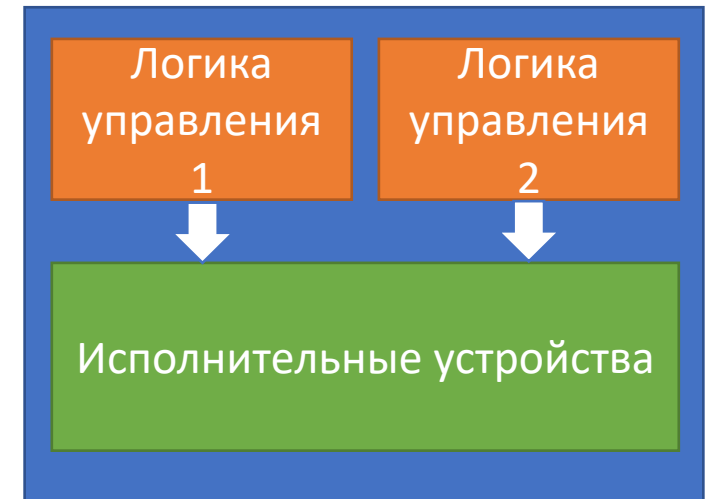 Логика
управления
1
Логика
управления
2
Исполнительные устройства